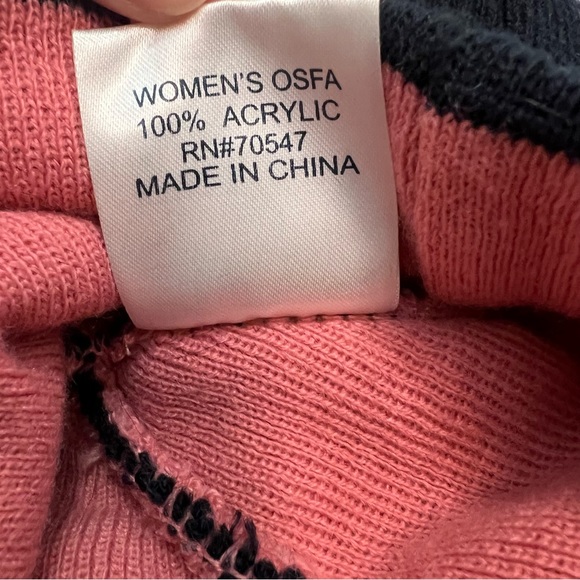 WOMEN'S OSFA
100% ACRYLIC
RN#70547
MADE IN CHINA